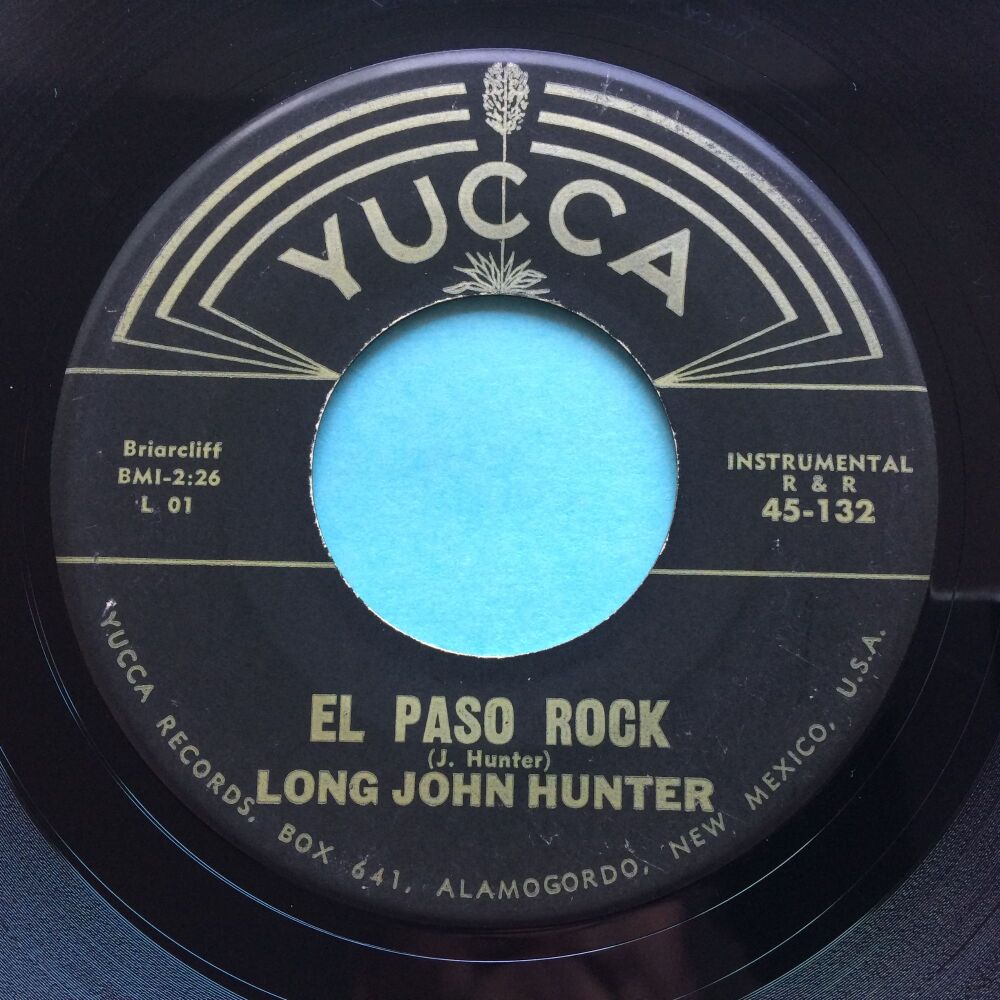 YUCCA
Briarcliff
BMI-2:26
L 01
INSTRUMENTAL
R & R
45-132
EL PASO ROCK
(J. Hunter)
LONG JOHN HUNTER
YUCCA RECORDS, BOX 641, ALAMOGORDO, NEW MEXICO, U.S.A.